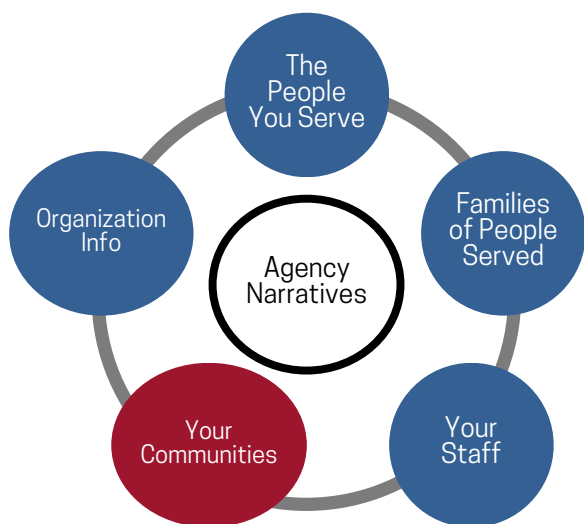 The
People
You Serve
Organization
Info
Families
of People
Served
Agency
Narratives
Your
Communities
Your
Staff